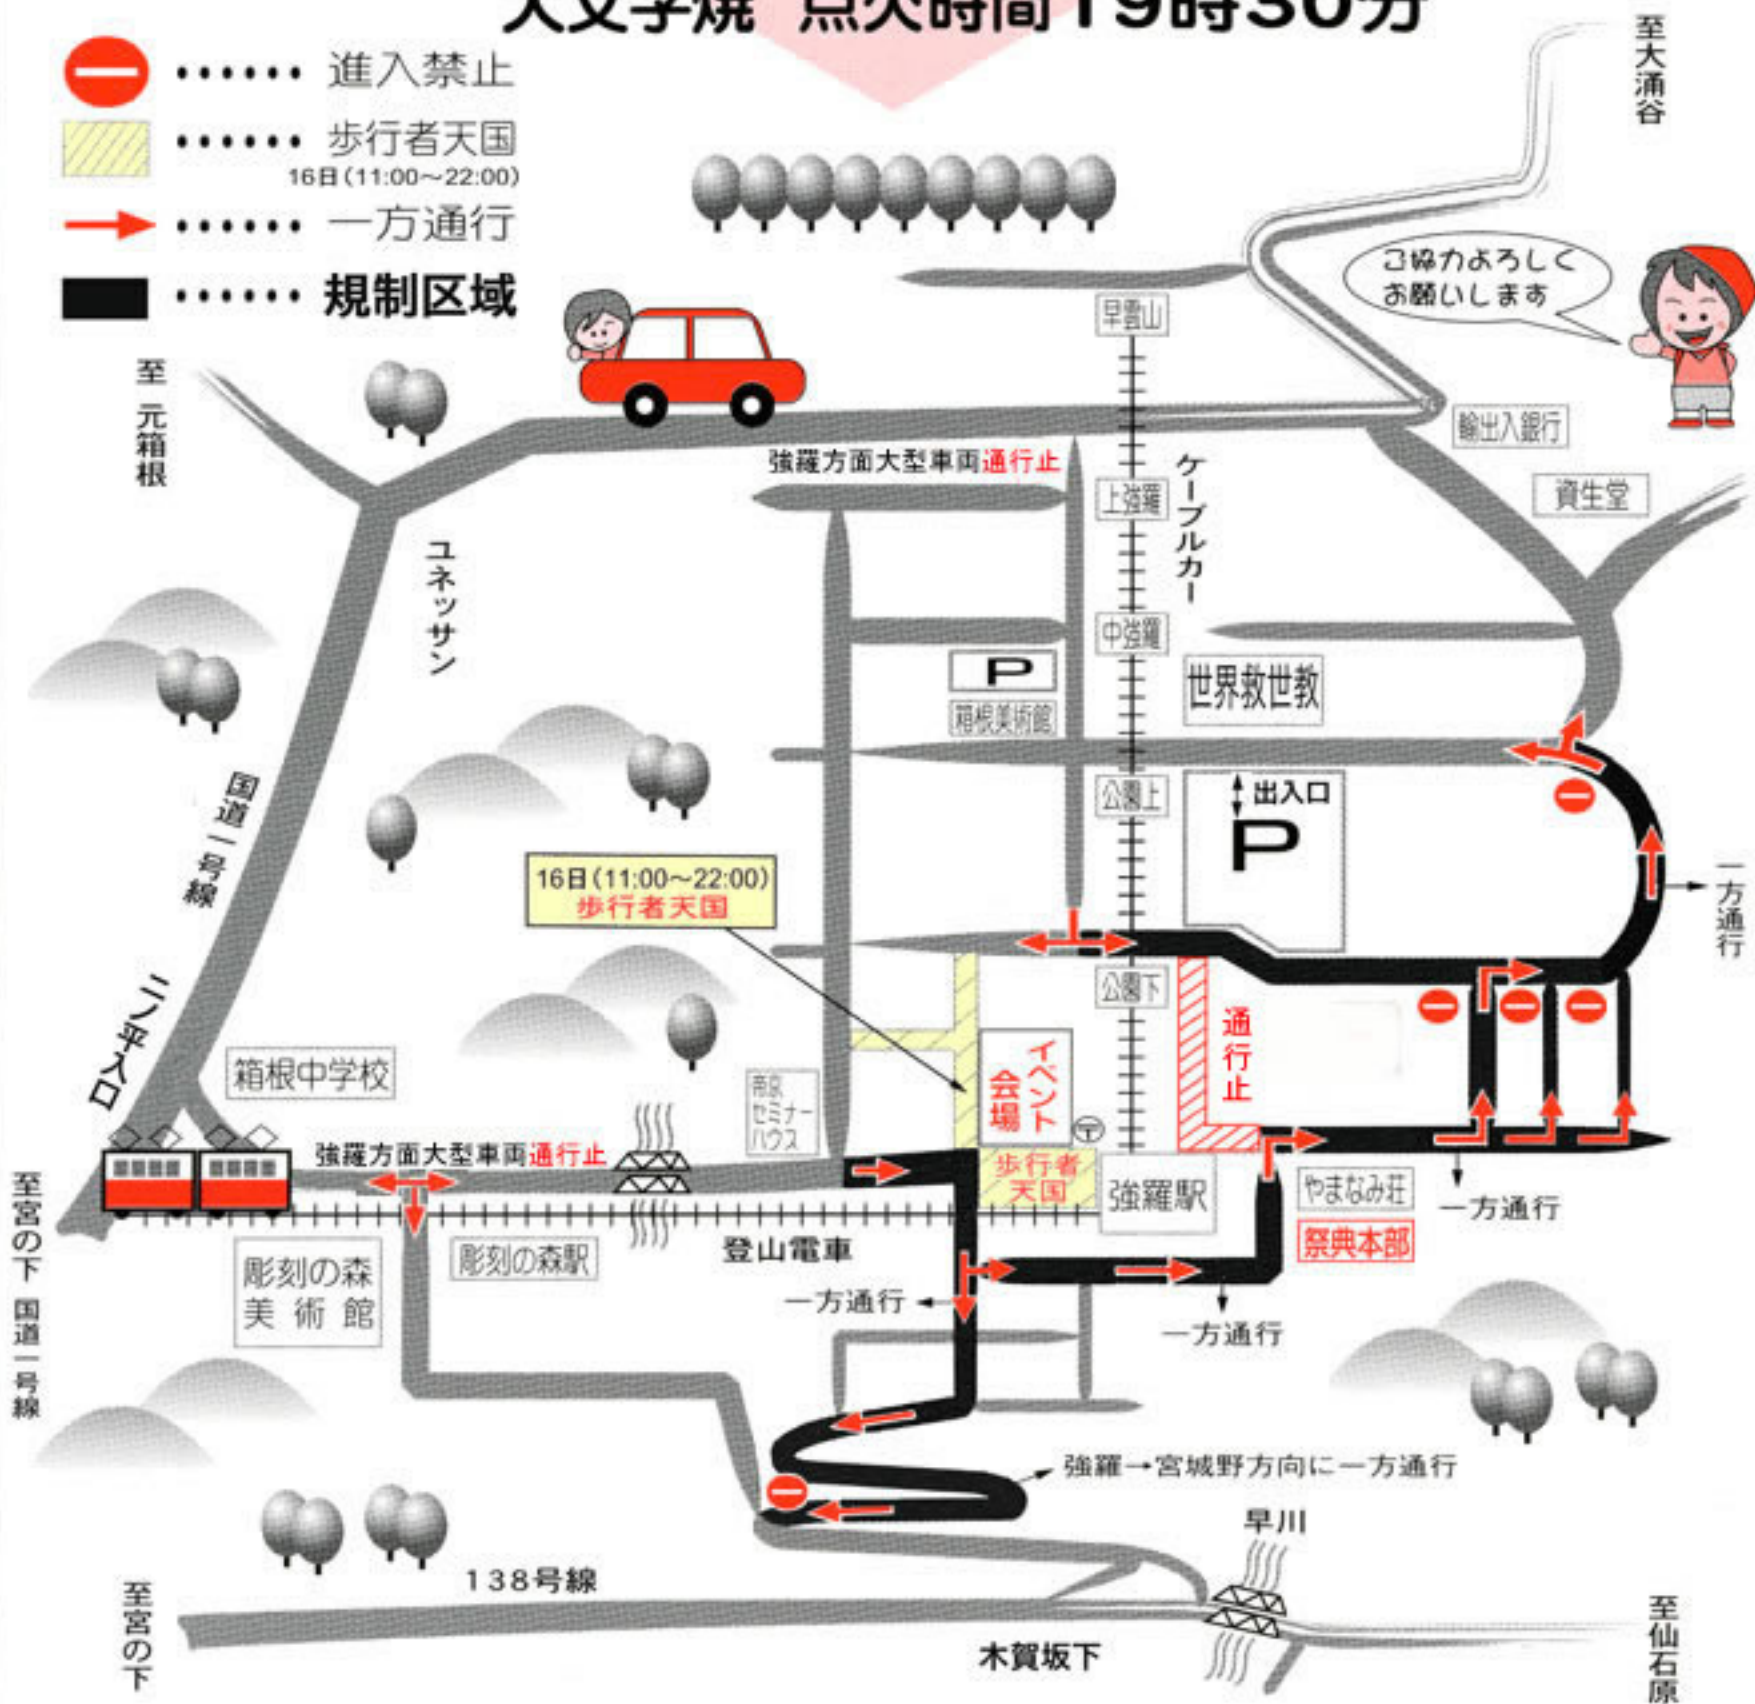 大文字焼 点火時間19時30分
進入禁止
歩行者天国
16日(11:00～22:00)
一方通行
規制区域
至大涌谷
ご協力よろしく
お願いします
早雲山
至 元箱根
輸出入銀行
強羅方面大型車両通行止
上強羅
ケーブルカー
資生堂
ユネッサン
中強羅
P
世界救世教
箱根美術館
国道一号線
公園上
出入口
P
16日(11:00～22:00)
歩行者天国
一方通行
公園下
二ノ平入口
箱根中学校
イベント
会場
通行止
帝京
セミナー
ハウス
〒
強羅方面大型車両通行止
歩行者
天国
強羅駅
やまなみ荘
一方通行
祭典本部
至宮の下 国道一号線
彫刻の森
美術館
彫刻の森駅
登山電車
一方通行
一方通行
強羅→宮城野方向に一方通行
早川
138号線
至宮の下
木賀坂下
至仙石原